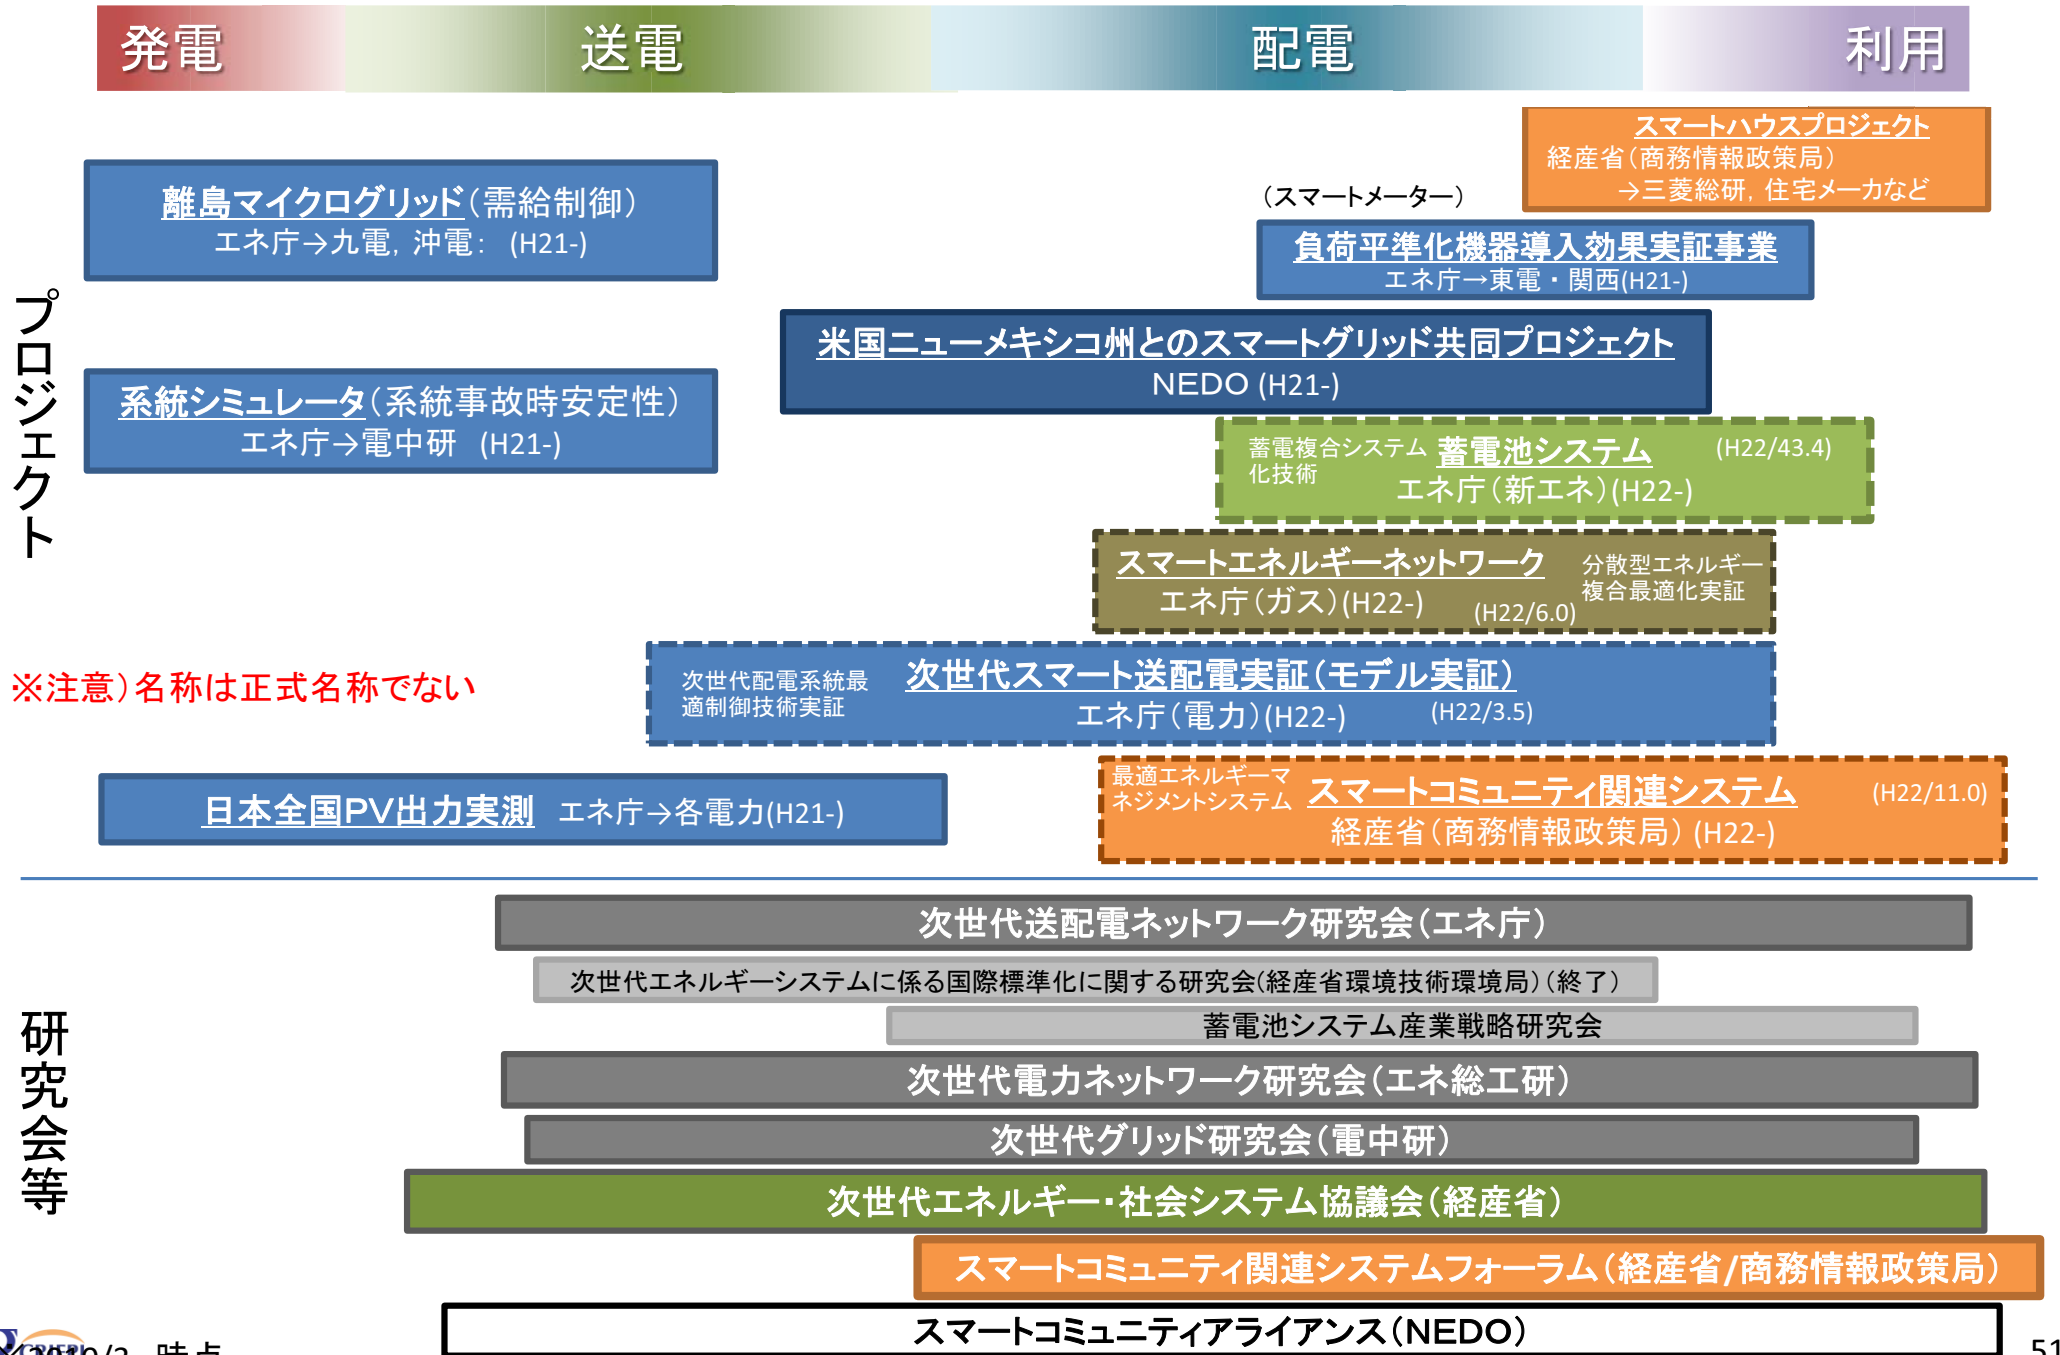 発電
送電
配電
利用
スマートハウスプロジェクト
経産省（商務情報政策局）
→三菱総研，住宅メーカなど
離島マイクログリッド（需給制御）
エネ庁→九電，沖電： (H21-)
（スマートメーター）
負荷平準化機器導入効果実証事業
エネ庁→東電・関西(H21-)
プロジェクト
米国ニューメキシコ州とのスマートグリッド共同プロジェクト
NEDO (H21-)
系統シミュレータ（系統事故時安定性）
エネ庁→電中研 (H21-)
蓄電複合システム
化技術
蓄電池システム
(H22/43.4)
エネ庁（新エネ）(H22-)
スマートエネルギーネットワーク
エネ庁（ガス）(H22-)
(H22/6.0)
分散型エネルギー
複合最適化実証
※注意）名称は正式名称でない
次世代配電系統最
適制御技術実証
次世代スマート送配電実証（モデル実証）
エネ庁（電力）(H22-)
(H22/3.5)
日本全国PV出力実測 エネ庁→各電力(H21-)
最適エネルギーマ
ネジメントシステム
スマートコミュニティ関連システム
(H22/11.0)
経産省（商務情報政策局）(H22-)
研究会等
次世代送配電ネットワーク研究会（エネ庁）
次世代エネルギーシステムに係る国際標準化に関する研究会(経産省環境技術環境局）（終了）
蓄電池システム産業戦略研究会
次世代電力ネットワーク研究会（エネ総工研）
次世代グリッド研究会（電中研）
次世代エネルギー・社会システム協議会（経産省）
スマートコミュニティ関連システムフォーラム（経産省/商務情報政策局）
スマートコミュニティアライアンス（NEDO）
51